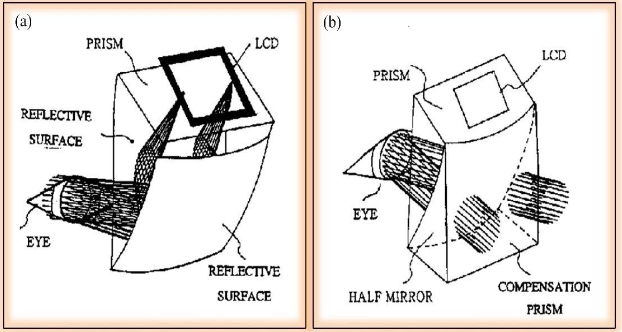 (a)
PRISM
LCD
REFLECTIVE
SURFACE
EYE
REFLECTIVE
SURFACE
(b)
PRISM
LCD
EYE
HALF MIRROR
COMPENSATION
PRISM